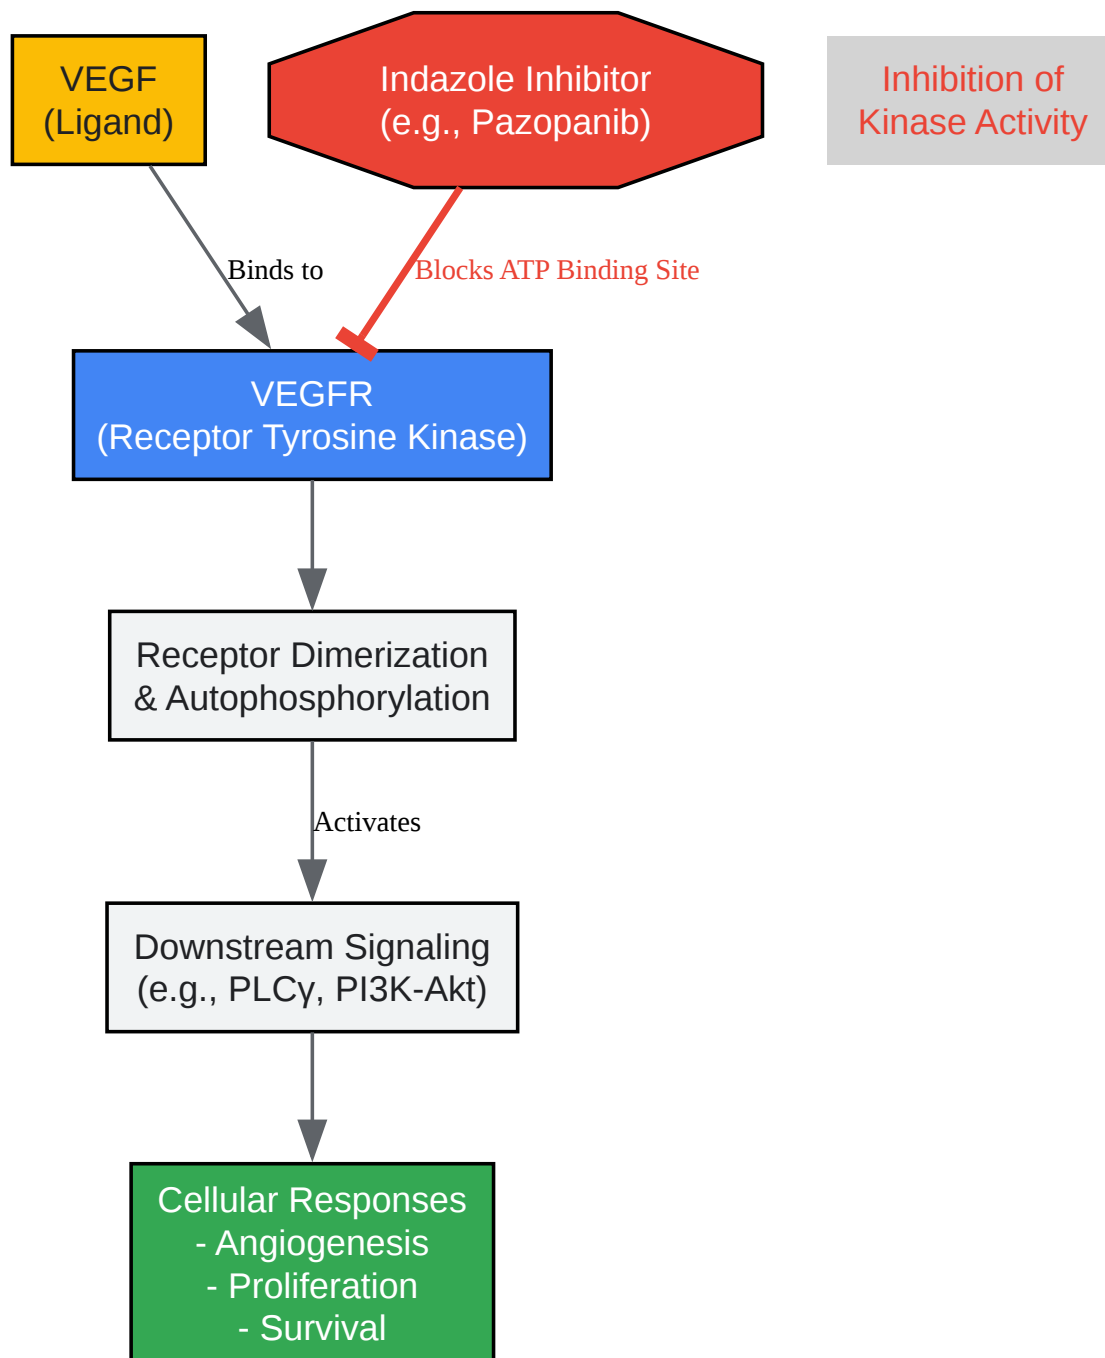 VEGF
(Ligand)
Indazole Inhibitor
(e.g., Pazopanib)
Inhibition of
Kinase Activity
Binds to
Blocks ATP Binding Site
VEGFR
(Receptor Tyrosine Kinase)
Receptor Dimerization
& Autophosphorylation
Activates
Downstream Signaling
(e.g., PLCγ, PI3K-Akt)
Cellular Responses
- Angiogenesis
- Proliferation
- Survival